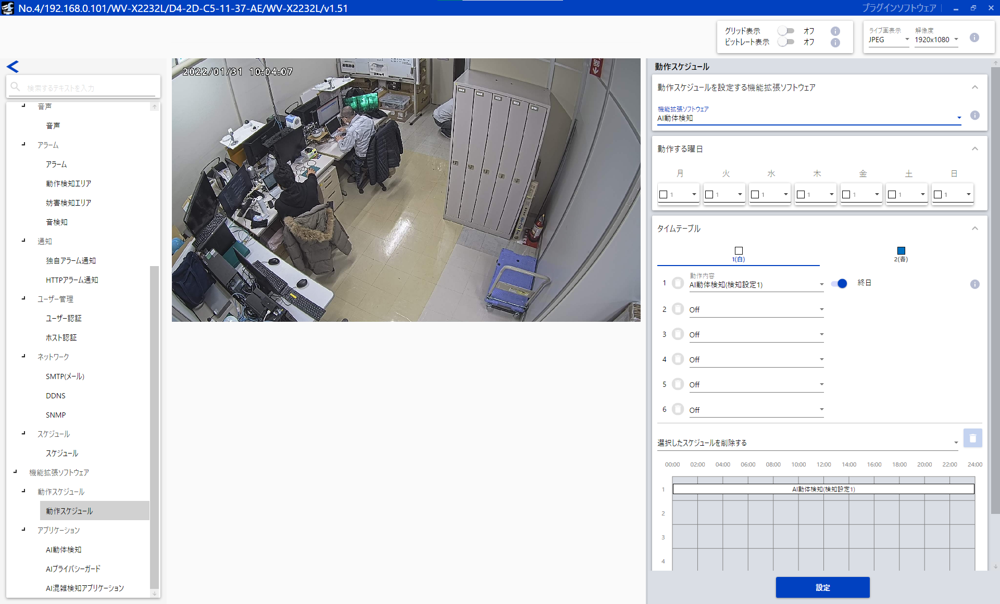 No.4/192.168.0.101/WV-X2232L/D4-2D-C5-11-37-AE/WV-X2232L/v1.51
プラグインソフトウェア
グリッド表示 オフ
ビットレート表示 オフ
ライブ画表示 解像度
JPEG 1920x1080
検索するテキストを入力
音声
音声
アラーム
アラーム
動作検知エリア
妨害検知エリア
音検知
通知
独自アラーム通知
HTTPアラーム通知
ユーザー管理
ユーザー認証
ホスト認証
ネットワーク
SMTP(メール)
DDNS
SNMP
スケジュール
スケジュール
機能拡張ソフトウェア
動作スケジュール
動作スケジュール
アプリケーション
AI動体検知
AIプライバシーガード
AI混雑検知アプリケーション
2022/01/31 10:04:07
動作スケジュール
動作スケジュールを設定する機能拡張ソフトウェア
機能拡張ソフトウェア
AI動体検知
動作する曜日
月 火 水 木 金 土 日
1 1 1 1 1 1 1
タイムテーブル
1(白) 2(青)
動作内容
1 AI動体検知(検知設定1) 終日
2 Off
3 Off
4 Off
5 Off
6 Off
選択したスケジュールを削除する
00:00 02:00 04:00 06:00 08:00 10:00 12:00 14:00 16:00 18:00 20:00 22:00 24:00
1 AI動体検知(検知設定1)
2
3
4
設定